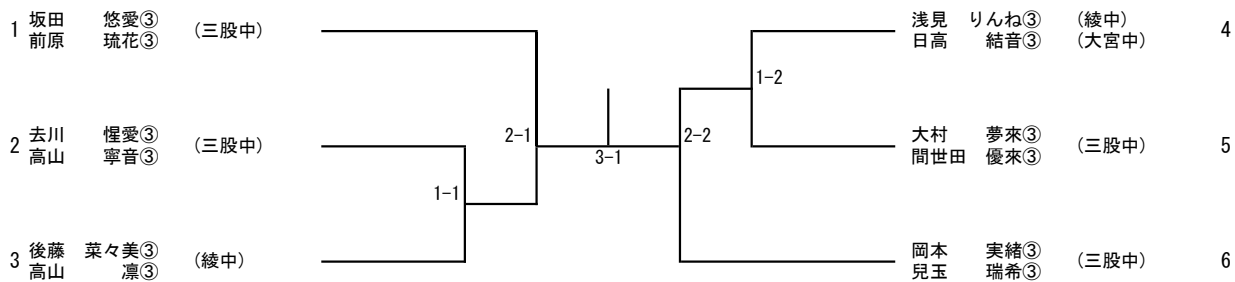 1 坂田 悠愛③ (三股中)
前原 琉花③
2 去川 惺愛③ (三股中)
高山 寧音③
3 後藤 菜々美③ (綾中)
高山 凛③
2-1
1-1
3-1
2-2
1-2
浅見 りんね③ (綾中) 4
日高 結音③ (大宮中)
大村 夢來③ (三股中) 5
間世田 優來③
岡本 実緒③ (三股中) 6
兒玉 瑞希③